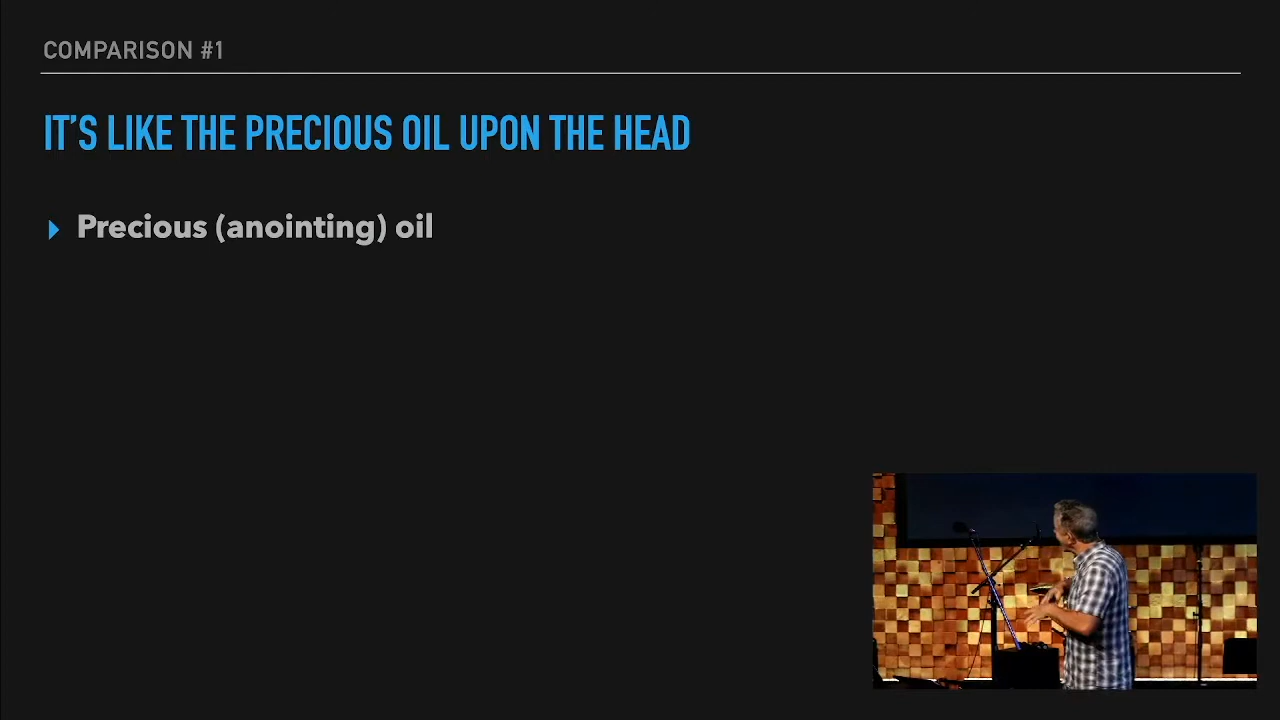 COMPARISON #1
IT'S LIKE THE PRECIOUS OIL UPON THE HEAD
Precious (anointing) oil